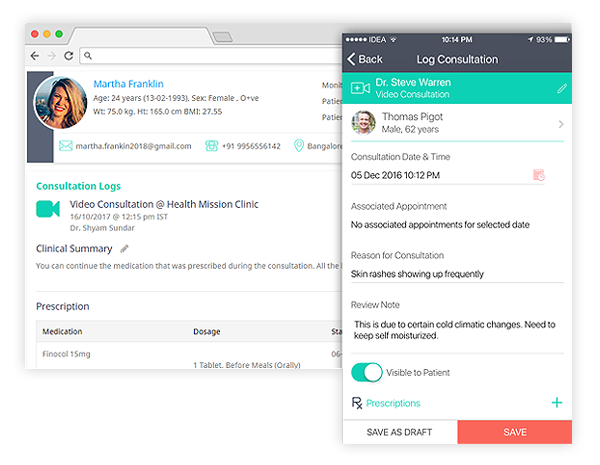 Martha Franklin
Age: 24 years (13-02-1993), Sex: Female , O+ve
Wt: 75.0 kg, Ht: 165.0 cm BMI: 27.55
martha.frankin2018@gmail.com +91 9956556142 Bangalore
Consultation Logs
Video Consultation @ Health Mission Clinic
16/10/2017 @ 12:15 pm IST
Dr. Shyam Sundar
Clinical Summary
You can continue the medication that was prescribed during the consultation. All the
Prescription
Medication Dosage
Finocol 15mg
1 Tablet, Before Meals (Orally)
IDEA 10:14 PM 93%
Back Log Consultation
Dr. Steve Warren
Video Consultation
Thomas Pigot
Male, 62 years
Consultation Date & Time
05 Dec 2016 10:12 PM
Associated Appointment
No associated appointments for selected date
Reason for Consultation
Skin rashes showing up frequently
Review Note
This is due to certain cold climatic changes. Need to
keep self moisturized.
Visible to Patient
Rx Prescriptions +
SAVE AS DRAFT SAVE